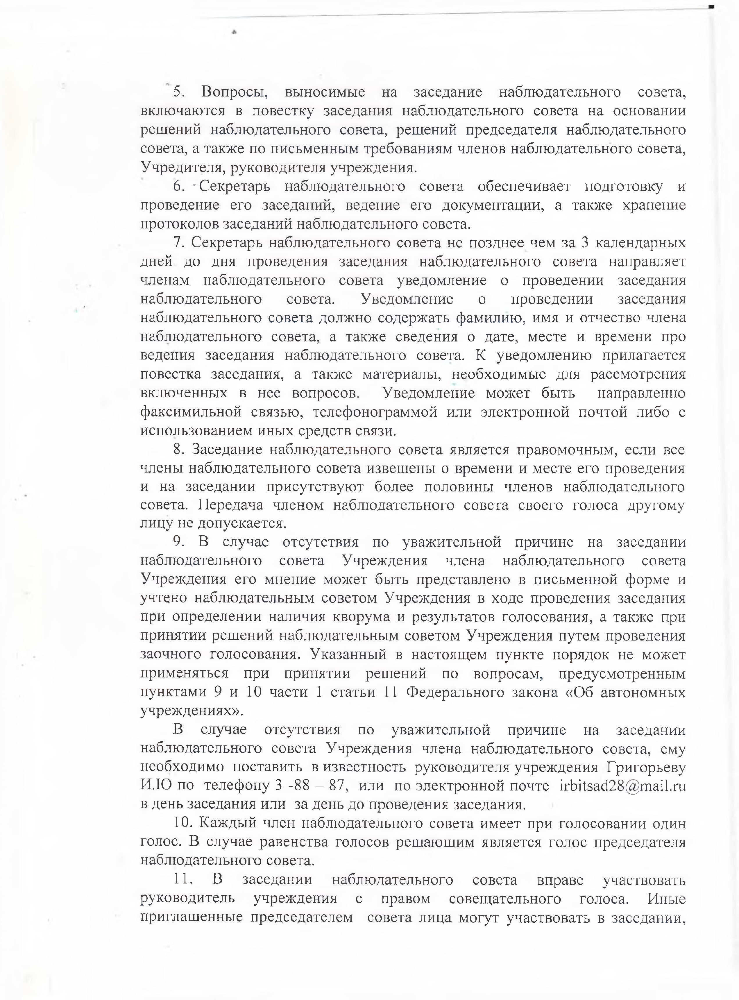 5. Вопросы, выносимые на заседание наблюдательного совета,
включаются в повестку заседания наблюдательного совета на основании
решений наблюдательного совета, решений председателя наблюдательного
совета, а также по письменным требованиям членов наблюдательного совета,
Учредителя, руководителя учреждения.
6. - Секретарь наблюдательного совета обеспечивает подготовку и
проведение его заседаний, ведение его документации, а также хранение
протоколов заседаний наблюдательного совета.
7. Секретарь наблюдательного совета не позднее чем за 3 календарных
дней до дня проведения заседания наблюдательного совета направляет
членам наблюдательного совета уведомление о проведении заседания
наблюдательного совета. Уведомление о проведении заседания
наблюдательного совета должно содержать фамилию, имя и отчество члена
наблюдательного совета, а также сведения о дате, месте и времени про
ведения заседания наблюдательного совета. К уведомлению прилагается
повестка заседания, а также материалы, необходимые для рассмотрения
включенных в нее вопросов. Уведомление может быть направленно
факсимильной связью, телефонограммой или электронной почтой либо с
использованием иных средств связи.
8. Заседание наблюдательного совета является правомочным, если все
члены наблюдательного совета извещены о времени и месте его проведения
и на заседании присутствуют более половины членов наблюдательного
совета. Передача членом наблюдательного совета своего голоса другому
лицу не допускается.
9. В случае отсутствия по уважительной причине на заседании
наблюдательного совета Учреждения члена наблюдательного совета
Учреждения его мнение может быть представлено в письменной форме и
учтено наблюдательным советом Учреждения в ходе проведения заседания
при определении наличия кворума и результатов голосования, а также при
принятии решений наблюдательным советом Учреждения путем проведения
заочного голосования. Указанный в настоящем пункте порядок не может
применяться при принятии решений по вопросам, предусмотренным
пунктами 9 и 10 части 1 статьи 11 Федерального закона «Об автономных
учреждениях».
В случае отсутствия по уважительной причине на заседании
наблюдательного совета Учреждения члена наблюдательного совета, ему
необходимо поставить в известность руководителя учреждения Григорьеву
И.Ю по телефону 3 -88 – 87, или по электронной почте irbitsad28@mail.ru
в день заседания или за день до проведения заседания.
10. Каждый член наблюдательного совета имеет при голосовании один
голос. В случае равенства голосов решающим является голос председателя
наблюдательного совета.
11. В заседании наблюдательного совета вправе участвовать
руководитель учреждения с правом совещательного голоса. Иные
приглашенные председателем совета лица могут участвовать в заседании,